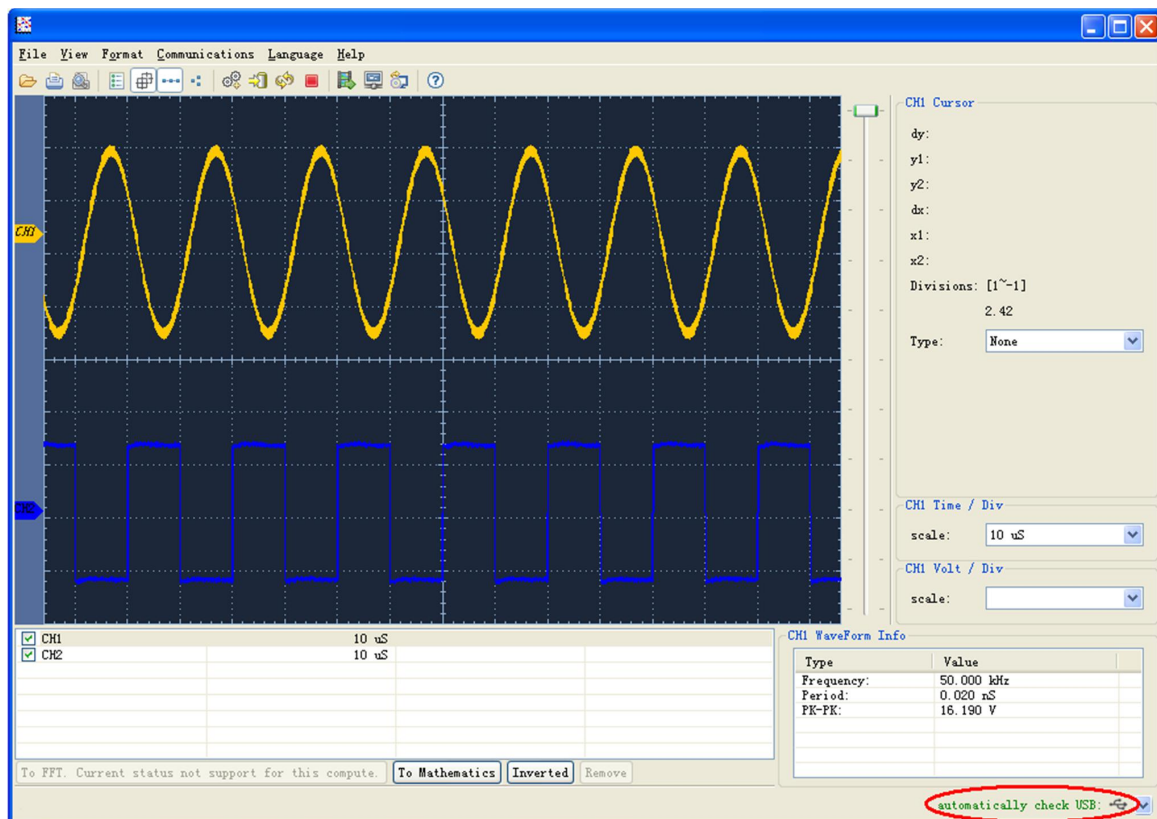 File View Format Communications Language Help
CH1 Cursor
dy:
y1:
y2:
dx:
x1:
x2:
Divisions: [1~-1]
2.42
Type: None
CH1
CH2
CH1 Time / Div
scale: 10 uS
CH1 Volt / Div
scale:
CH1 10 uS
CH2 10 uS
CH1 WaveForm Info
Type Value
Frequency: 50.000 kHz
Period: 0.020 nS
PK-PK: 16.190 V
To FFT. Current status not support for this compute. To Mathematics Inverted Remove
automatically check USB: